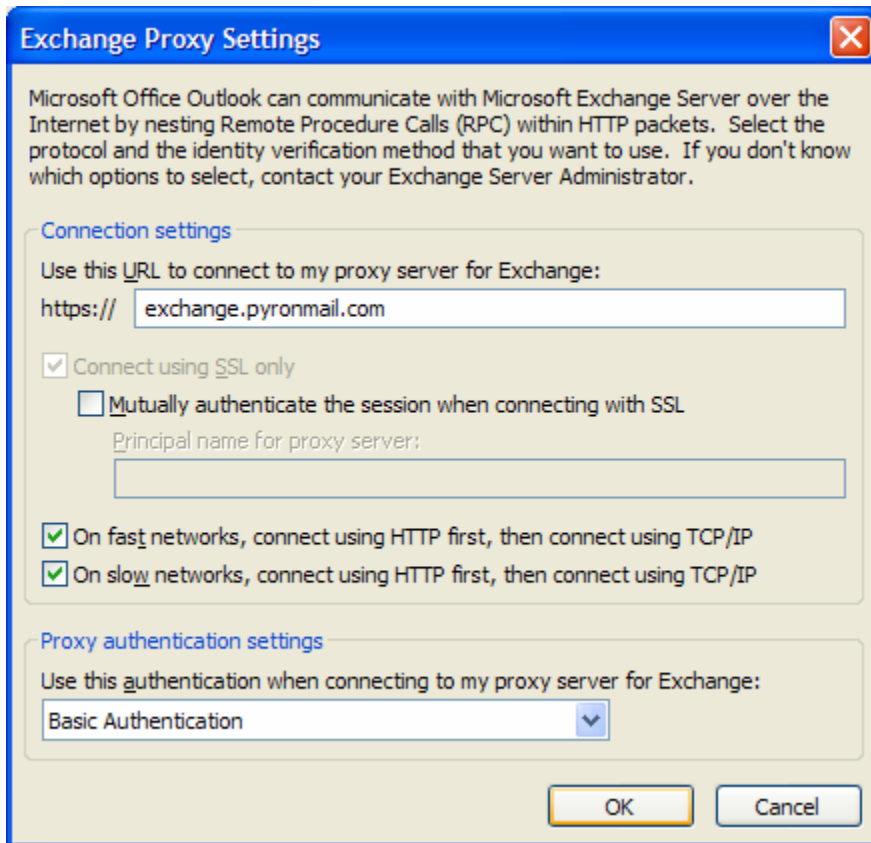 Exchange Proxy Settings
Microsoft Office Outlook can communicate with Microsoft Exchange Server over the
Internet by nesting Remote Procedure Calls (RPC) within HTTP packets.  Select the
protocol and the identity verification method that you want to use.  If you don't know
which options to select, contact your Exchange Server Administrator.
Connection settings
Use this URL to connect to my proxy server for Exchange:
https:// exchange.pyronmail.com
Connect using SSL only
Mutually authenticate the session when connecting with SSL
Principal name for proxy server:
On fast networks, connect using HTTP first, then connect using TCP/IP
On slow networks, connect using HTTP first, then connect using TCP/IP
Proxy authentication settings
Use this authentication when connecting to my proxy server for Exchange:
Basic Authentication
OK Cancel